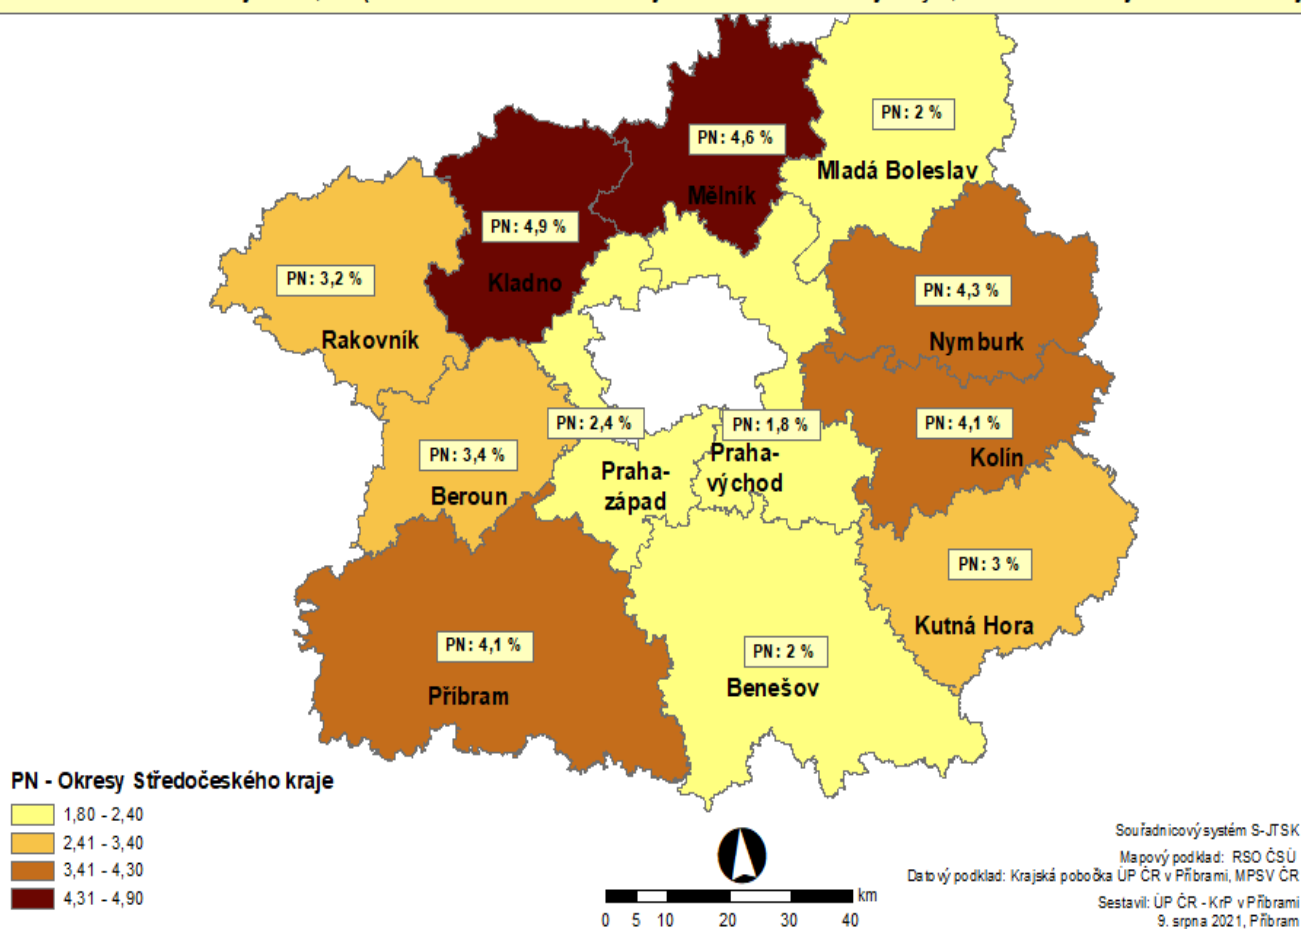 PN: 2 %
Mladá Boleslav
PN: 4,6 %
Mělník
PN: 4,9 %
Kladno
PN: 3,2 %
Rakovník
PN: 4,3 %
Nymburk
PN: 4,1 %
Kolín
PN: 2,4 %
Praha-
západ
PN: 1,8 %
Praha-
východ
PN: 3,4 %
Beroun
PN: 3 %
Kutná Hora
PN: 4,1 %
Příbram
PN: 2 %
Benešov
PN - Okresy Středočeského kraje
1,80 - 2,40
2,41 - 3,40
3,41 - 4,30
4,31 - 4,90
km
0 5 10 20 30 40
Souřadnicový systém S-JTSK
Mapový podklad: RSO ČSÚ
Datový podklad: Krajská pobočka ÚP ČR v Příbrami, MPSV ČR
Sestavil: ÚP ČR - KrP v Příbrami
9. srpna 2021, Příbram